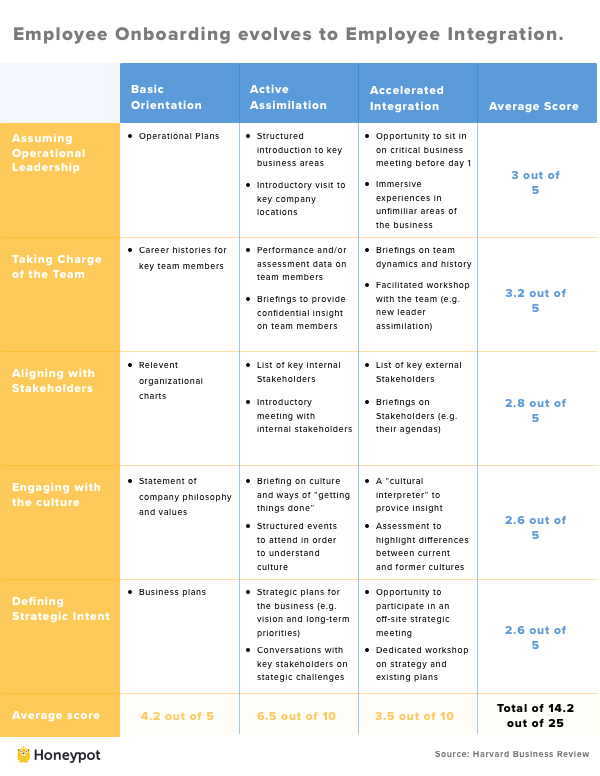 Employee Onboarding evolves to Employee Integration.
Basic
Orientation
Active
Assimilation
Accelerated
Integration
Average Score
Assuming
Operational
Leadership
• Operational Plans
• Structured
introduction to key
business areas
• Introductory visit to
key company
locations
• Opportunity to sit in
on critical business
meeting before day 1
• Immersive
experiences in
unfimiliar areas of
the business
3 out of
5
Taking Charge
of the Team
• Career histories for
key team members
• Performance and/or
assessment data on
team members
• Briefings to provide
confidential insight
on team members
• Briefings on team
dynamics and history
• Facilitated workshop
with the team (e.g.
new leader
assimilation)
3.2 out of
5
Aligning with
Stakeholders
• Relevent
organizational
charts
• List of key internal
Stakeholders
• Introductory
meeting with
internal stakeholders
• List of key external
Stakeholders
• Briefings on
Stakeholders (e.g.
their agendas)
2.8 out of
5
Engaging with
the culture
• Statement of
company philosophy
and values
• Briefing on culture
and ways of "getting
things done"
• Structured events
to attend in order
to understand
culture
• A "cultural
interpreter" to
provice insight
• Assessment to
highlight differences
between current
and former cultures
2.6 out of
5
Defining
Strategic Intent
• Business plans
• Strategic plans for
the business (e.g.
vision and long-term
priorities)
• Conversations with
key stakeholders on
stategic challenges
• Opportunity to
participate in an
off-site strategic
meeting
• Dedicated workshop
on strategy and
existing plans
2.6 out of
5
Average score
4.2 out of 5
6.5 out of 10
3.5 out of 10
Total of 14.2
out of 25
Honeypot
Source: Harvard Business Review